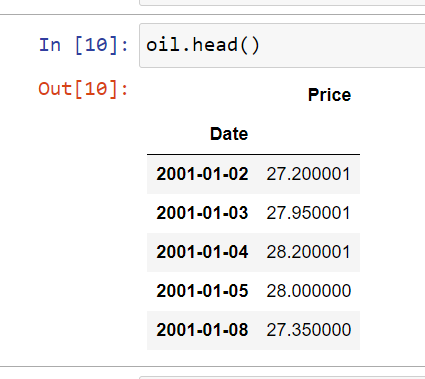 In [10]: oil.head()
Out[10]:
Price
Date
2001-01-02 27.200001
2001-01-03 27.950001
2001-01-04 28.200001
2001-01-05 28.000000
2001-01-08 27.350000